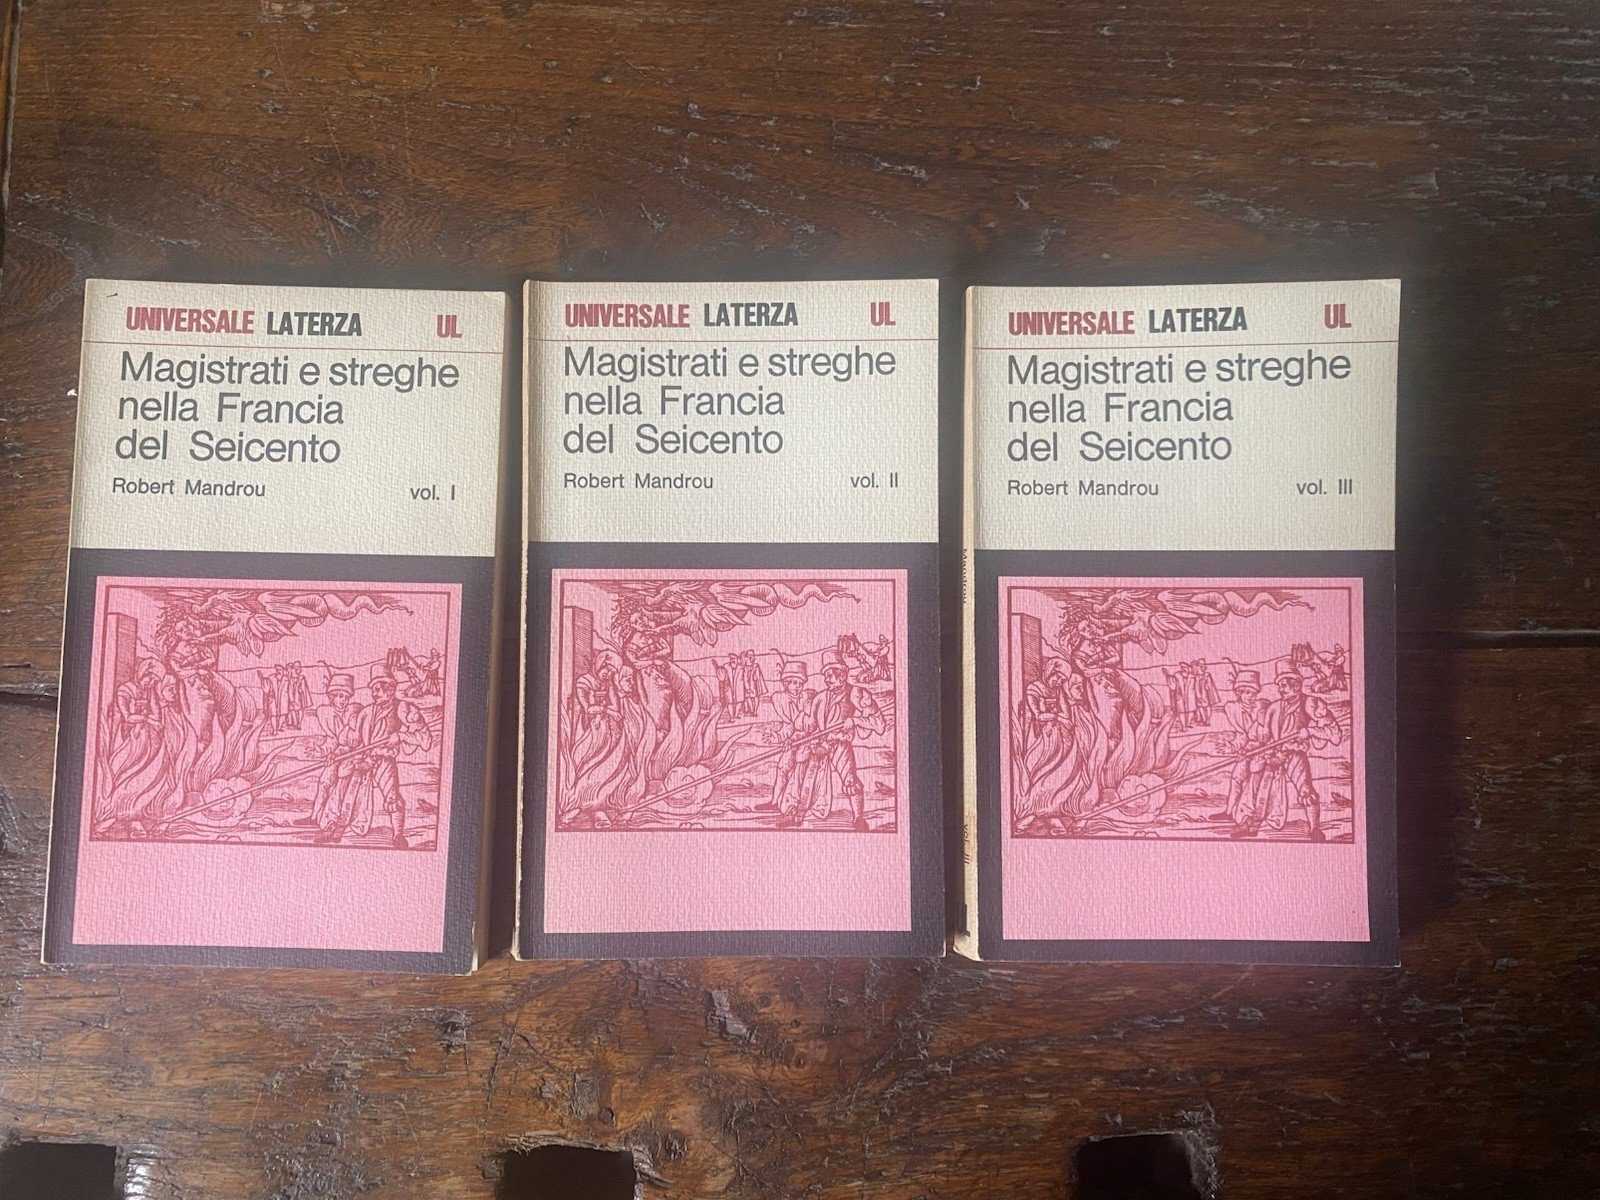 UNIVERSALE LATERZA UL
Magistrati e streghe
nella Francia
del Seicento
Robert Mandrou vol. I
UNIVERSALE LATERZA UL
Magistrati e streghe
nella Francia
del Seicento
Robert Mandrou vol. II
UNIVERSALE LATERZA UL
Magistrati e streghe
nella Francia
del Seicento
Robert Mandrou vol. III
vol. III